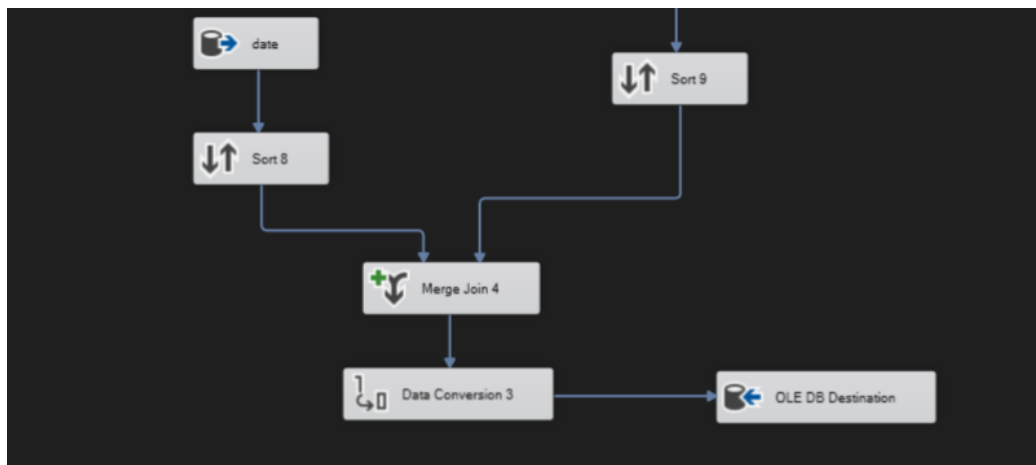 date
Sort 9
Sort 8
Merge Join 4
Data Conversion 3
OLE DB Destination